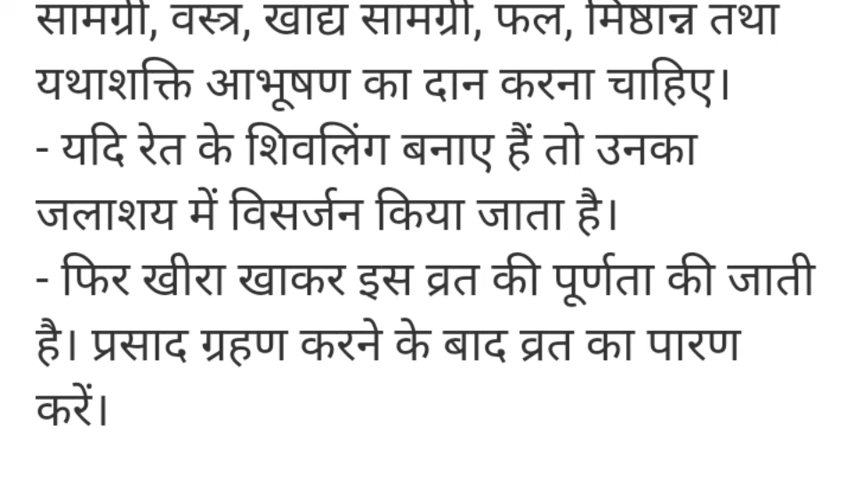 सामग्री, वस्त्र, खाद्य सामग्री, फल, मिष्ठान्न तथा
यथाशक्ति आभूषण का दान करना चाहिए।
- यदि रेत के शिवलिंग बनाए हैं तो उनका
जलाशय में विसर्जन किया जाता है।
- फिर खीरा खाकर इस व्रत की पूर्णता की जाती
है। प्रसाद ग्रहण करने के बाद व्रत का पारण
करें।